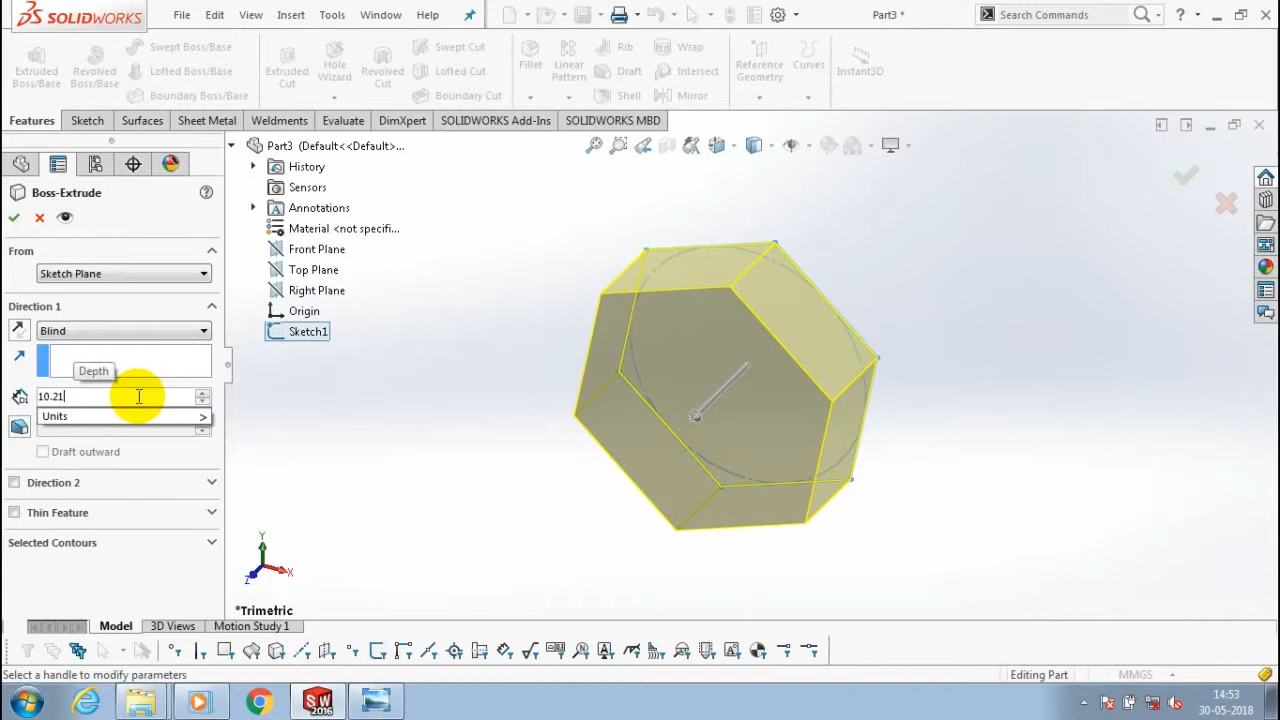 SOLIDWORKS File Edit View Insert Tools Window Help Part3 * Search Commands ?
Extruded Boss/Base Revolved Boss/Base Swept Boss/Base Lofted Boss/Base Boundary Boss/Base Extruded Cut Hole Wizard Revolved Cut Swept Cut Lofted Cut Boundary Cut Fillet Linear Pattern Rib Draft Shell Wrap Intersect Mirror Reference Geometry Curves Instant3D
Features Sketch Surfaces Sheet Metal Weldments Evaluate DimXpert SOLIDWORKS Add-Ins SOLIDWORKS MBD
Part3 (Default<<Default>...
History
Sensors
Annotations
Material <not specifi...
Front Plane
Top Plane
Right Plane
Origin
Sketch1
Boss-Extrude ?
From
Sketch Plane
Direction 1
Blind
Depth
D1 10.21
Units >
Draft outward
Direction 2
Thin Feature
Selected Contours
Y
X
Z
*Trimetric
Model 3D Views Motion Study 1
Select a handle to modify parameters Editing Part MMGS
SW 2016
14:53
30-05-2018